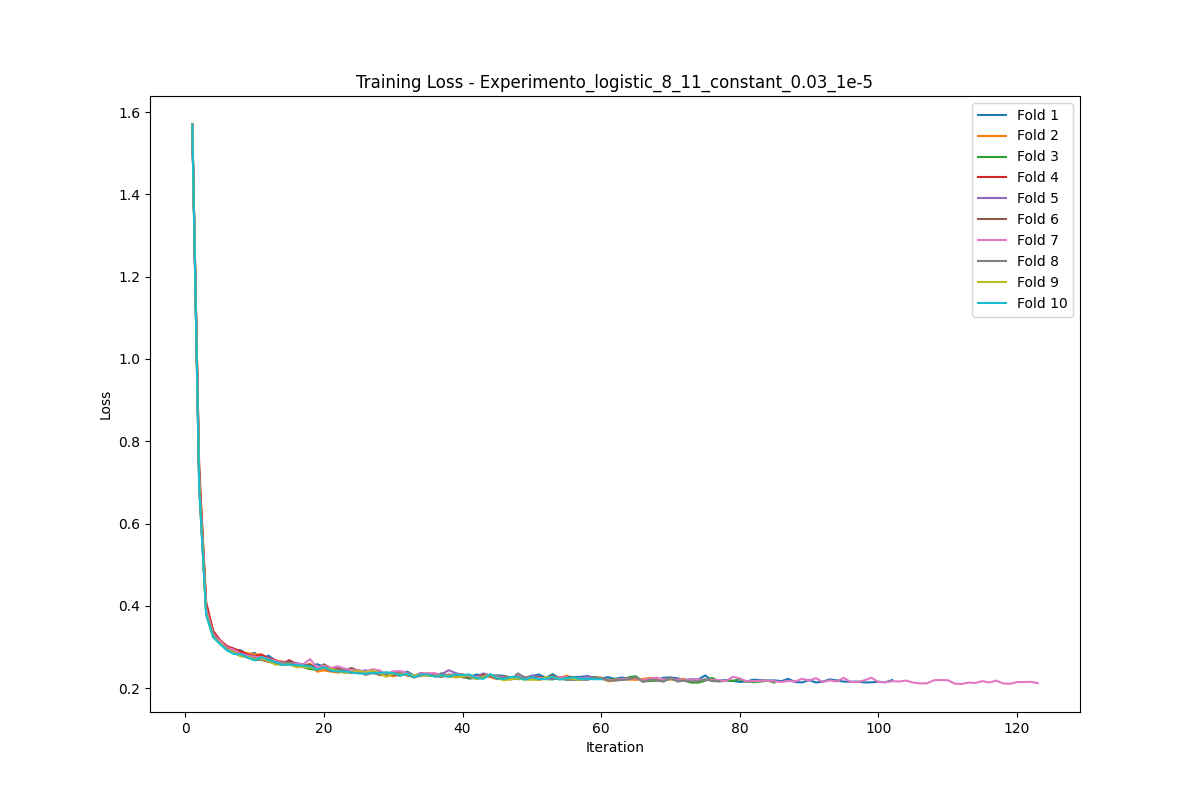 Training Loss - Experimento_logistic_8_11_constant_0.03_1e-5
1.6
1.4
1.2
1.0
0.8
0.6
0.4
0.2
Loss
Fold 1
Fold 2
Fold 3
Fold 4
Fold 5
Fold 6
Fold 7
Fold 8
Fold 9
Fold 10
0 20 40 60 80 100 120
Iteration